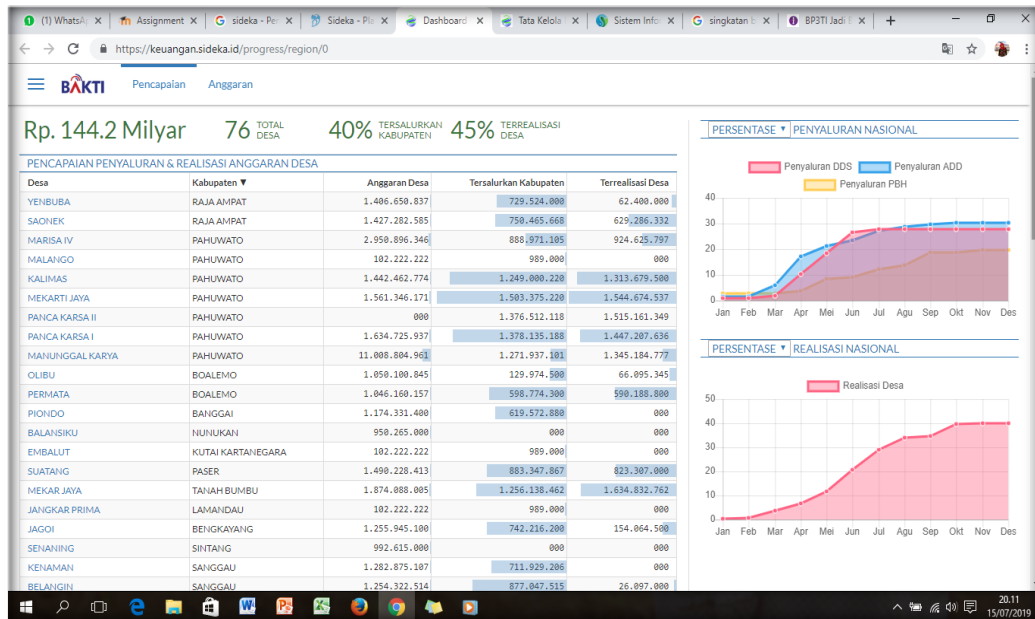 (1) WhatsA
Assignment
sideka - Pe
Sideka - Pla
Dashboard
Tata Kelola
Sistem Info
singkatan b
BP3TI Jadi
https://keuangan.sideka.id/progress/region/0
BAKTI Pencapaian Anggaran
Rp. 144.2 Milyar 76 TOTAL DESA 40% TERSALURKAN KABUPATEN 45% TERREALISASI DESA
PENCAPAIAN PENYALURAN & REALISASI ANGGARAN DESA
Desa Kabupaten ▼ Anggaran Desa Tersalurkan Kabupaten Terrealisasi Desa
YENBUBA RAJA AMPAT 1.406.650.837 729.524.000 62.400.000
SAONEK RAJA AMPAT 1.427.282.585 750.465.668 629.286.332
MARISA IV PAHUWATO 2.950.896.346 888.971.105 924.625.797
MALANGO PAHUWATO 102.222.222 989.000 000
KALIMAS PAHUWATO 1.442.462.774 1.249.000.220 1.313.679.500
MEKARTI JAYA PAHUWATO 1.561.346.171 1.503.375.220 1.544.674.537
PANCA KARSA II PAHUWATO 000 1.376.512.118 1.515.161.349
PANCA KARSA I PAHUWATO 1.634.725.937 1.378.135.188 1.447.207.636
MANUNGGAL KARYA PAHUWATO 11.008.804.961 1.271.937.101 1.345.184.777
OLIBU BOALEMO 1.050.100.845 129.974.500 66.095.345
PERMATA BOALEMO 1.046.160.157 598.774.300 590.188.800
PIONDO BANGGAI 1.174.331.400 619.572.880 000
BALANSIKU NUNUKAN 950.265.000 000 000
EMBALUT KUTAI KARTANEGARA 102.222.222 989.000 000
SUATANG PASER 1.490.228.413 883.347.867 823.307.000
MEKAR JAYA TANAH BUMBU 1.874.088.005 1.256.138.462 1.634.832.762
JANGKAR PRIMA LAMANDAU 102.222.222 989.000 000
JAGOI BENGKAYANG 1.255.945.100 742.216.200 154.064.500
SENANING SINTANG 992.615.000 000 000
KENAMAN SANGGAU 1.282.875.107 711.929.206 000
BELANGIN SANGGAU 1.254.322.514 877.047.515 26.097.000
PERSENTASE ▼ PENYALURAN NASIONAL
Penyaluran DDS Penyaluran ADD
Penyaluran PBH
40
30
20
10
0
Jan Feb Mar Apr Mei Jun Jul Agu Sep Okt Nov Des
PERSENTASE ▼ REALISASI NASIONAL
Realisasi Desa
50
40
30
20
10
0
Jan Feb Mar Apr Mei Jun Jul Agu Sep Okt Nov Des
20.11
15/07/2019